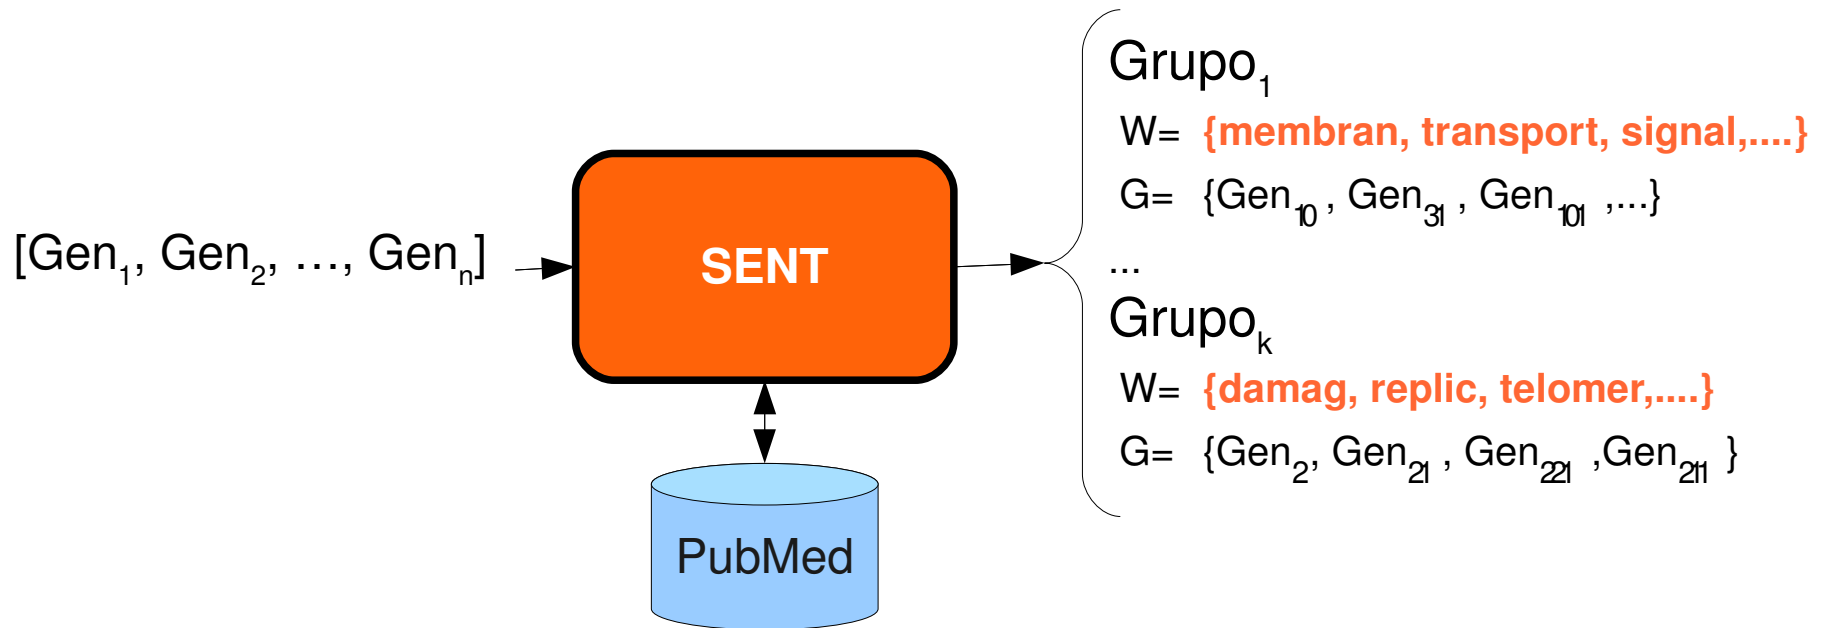 [Gen1, Gen2, ..., Genn]
SENT
PubMed
Grupo1
W= {membran, transport, signal,....}
G= {Gen10 , Gen31 , Gen101 ,...}
...
Grupok
W= {damag, replic, telomer,....}
G= {Gen2, Gen21 , Gen221 ,Gen211 }